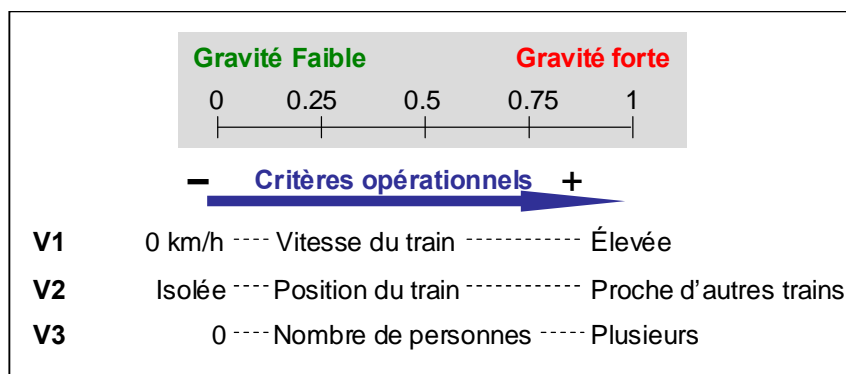 Gravité Faible Gravité forte
0 0.25 0.5 0.75 1
− Critères opérationnels +
V1 0 km/h ---- Vitesse du train ---------- Élevée
V2 Isolée ---- Position du train ---------- Proche d'autres trains
V3 0 ---- Nombre de personnes ----- Plusieurs